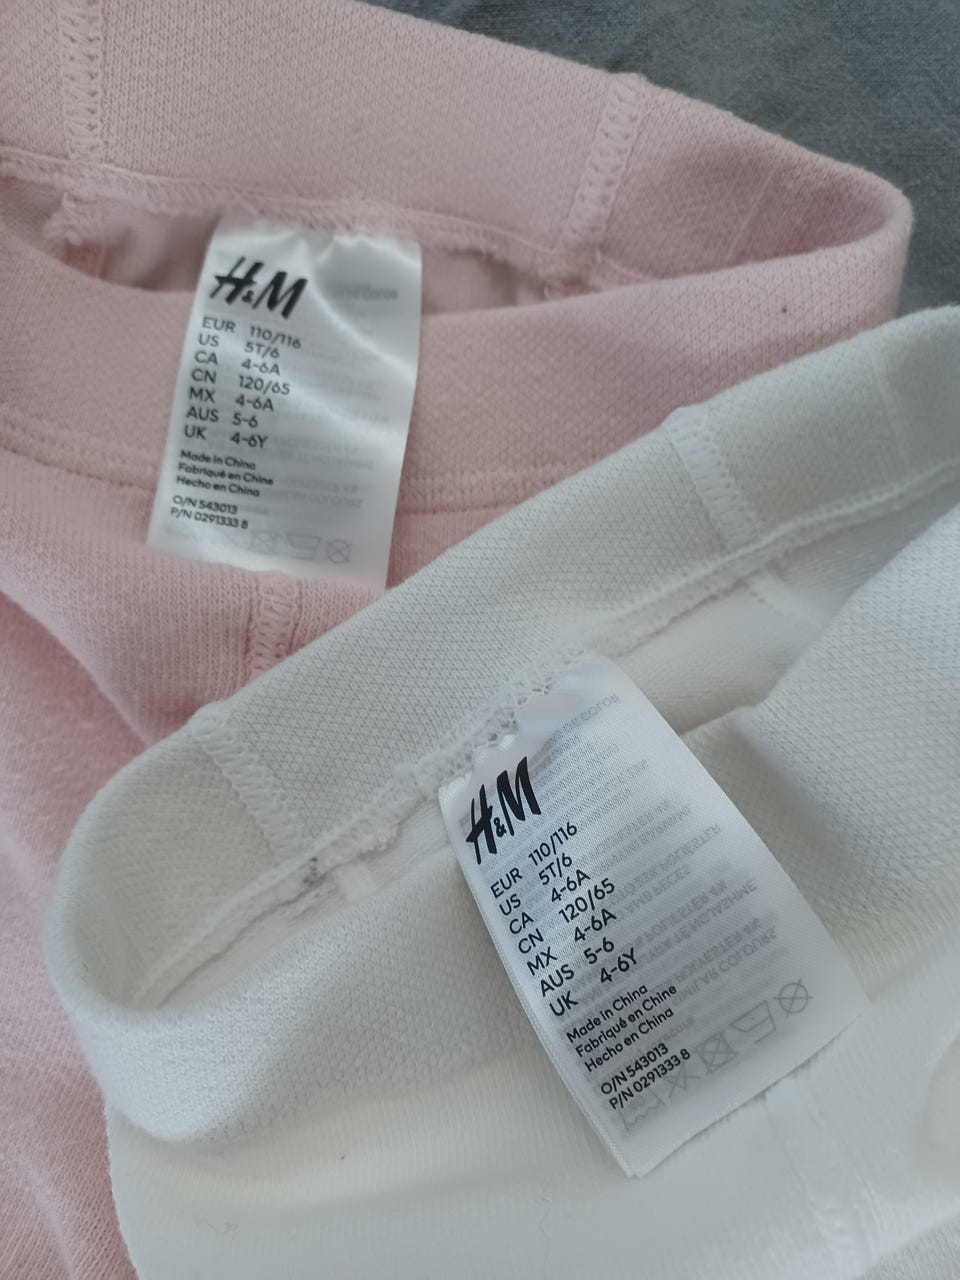 H&M
EUR 110/116
US 5T/6
CA 4-6A
CN 120/65
MX 4-6A
AUS 5-6
UK 4-6Y
Made in China
Fabriqué en Chine
Hecho en China
O/N 543013
P/N 0291333 8
H&M
EUR 110/116
US 5T/6
CA 4-6A
CN 120/65
MX 4-6A
AUS 5-6
UK 4-6Y
Made in China
Fabriqué en Chine
Hecho en China
O/N 543013
P/N 0291333 8